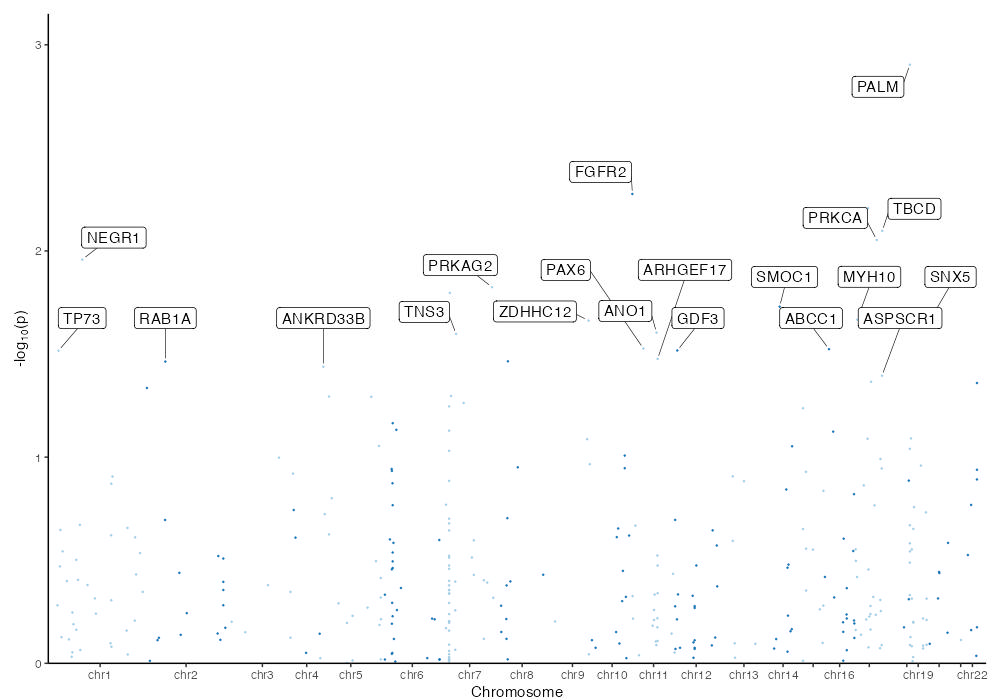 3
PALM
FGFR2
TBCD
PRKCA
NEGR1
2
PRKAG2
PAX6
ARHGEF17
SMOC1
MYH10
SNX5
TP73
RAB1A
ANKRD33B
TNS3
ZDHHC12
ANO1
GDF3
ABCC1
ASPSCR1
-log10(p)
1
0
chr1 chr2 chr3 chr4 chr5 chr6 chr7 chr8 chr9 chr10 chr11 chr12 chr13 chr14 chr16 chr19 chr22
Chromosome